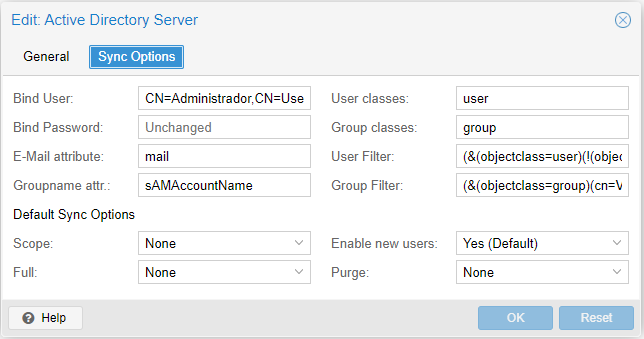 Edit: Active Directory Server
General Sync Options
Bind User: CN=Administrador,CN=Use User classes: user
Bind Password: Unchanged Group classes: group
E-Mail attribute: mail User Filter: (&(objectclass=user)(!(objec
Groupname attr.: sAMAccountName Group Filter: (&(objectclass=group)(cn=V
Default Sync Options
Scope: None Enable new users: Yes (Default)
Full: None Purge: None
Help OK Reset